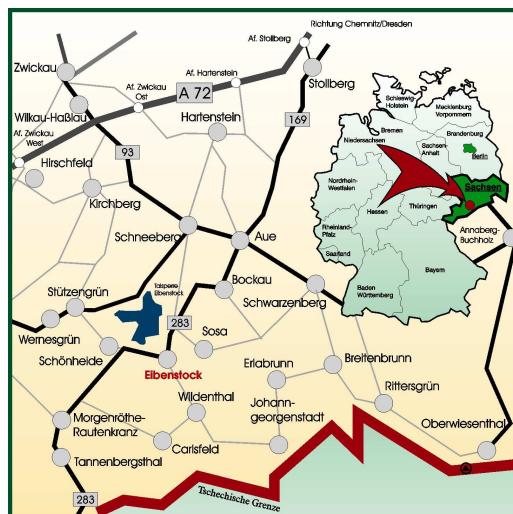 Richtung Chemnitz/Dresden
Af. Stollberg
Zwickau
Stollberg
Af. Hartenstein
Af. Zwickau
Ost
A 72
Wilkau-Haßlau
Hartenstein
169
Af. Zwickau
West
93
Hirschfeld
Kirchberg
Schneeberg
Aue
Schleswig-
Holstein
Mecklenburg
Vorpommern
Bremen
Niedersachsen
Brandenburg
Sachsen-
Anhalt
Berlin
Nordrhein-
Westfalen
Sachsen
Hessen
Thüringen
Rheinland-
Pfalz
Saarland
Bayern
Baden
Württemberg
Annaberg-
Buchholz
Bockau
Schwarzenberg
Stützengrün
Talsperre
Eibenstock
283
Wernesgrün
Sosa
Schönheide
Eibenstock
Erlabrunn
Breitenbrunn
Wildenthal
Johann-
georgenstadt
Rittersgrün
Morgenröthe-
Rautenkranz
Carlsfeld
Oberwiesenthal
Tannenbergsthal
283
Tschechische Grenze